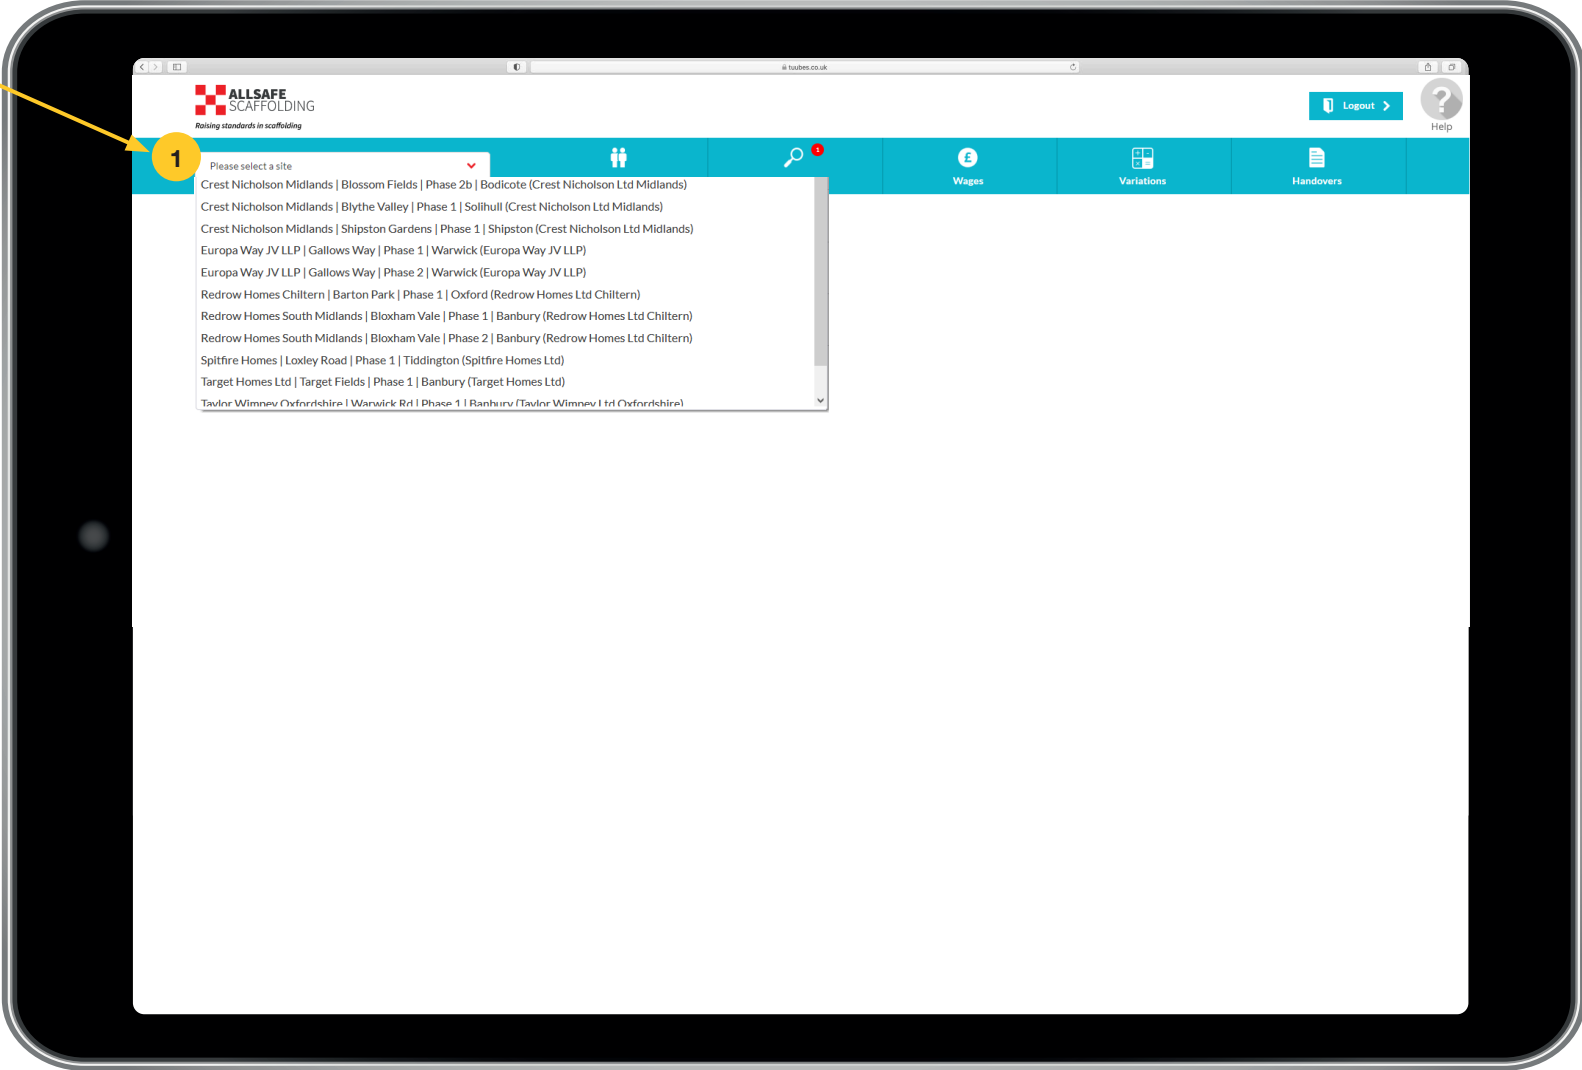 tuubes.co.uk
ALLSAFE
SCAFFOLDING
Raising standards in scaffolding
Logout
?
Help
1
Please select a site
1
£
Wages
Variations
Handovers
Crest Nicholson Midlands | Blossom Fields | Phase 2b | Bodicote (Crest Nicholson Ltd Midlands)
Crest Nicholson Midlands | Blythe Valley | Phase 1 | Solihull (Crest Nicholson Ltd Midlands)
Crest Nicholson Midlands | Shipston Gardens | Phase 1 | Shipston (Crest Nicholson Ltd Midlands)
Europa Way JV LLP | Gallows Way | Phase 1 | Warwick (Europa Way JV LLP)
Europa Way JV LLP | Gallows Way | Phase 2 | Warwick (Europa Way JV LLP)
Redrow Homes Chiltern | Barton Park | Phase 1 | Oxford (Redrow Homes Ltd Chiltern)
Redrow Homes South Midlands | Bloxham Vale | Phase 1 | Banbury (Redrow Homes Ltd Chiltern)
Redrow Homes South Midlands | Bloxham Vale | Phase 2 | Banbury (Redrow Homes Ltd Chiltern)
Spitfire Homes | Loxley Road | Phase 1 | Tiddington (Spitfire Homes Ltd)
Target Homes Ltd | Target Fields | Phase 1 | Banbury (Target Homes Ltd)
Taylor Wimpey Oxfordshire | Warwick Rd | Phase 1 | Banbury (Taylor Wimpey Ltd Oxfordshire)